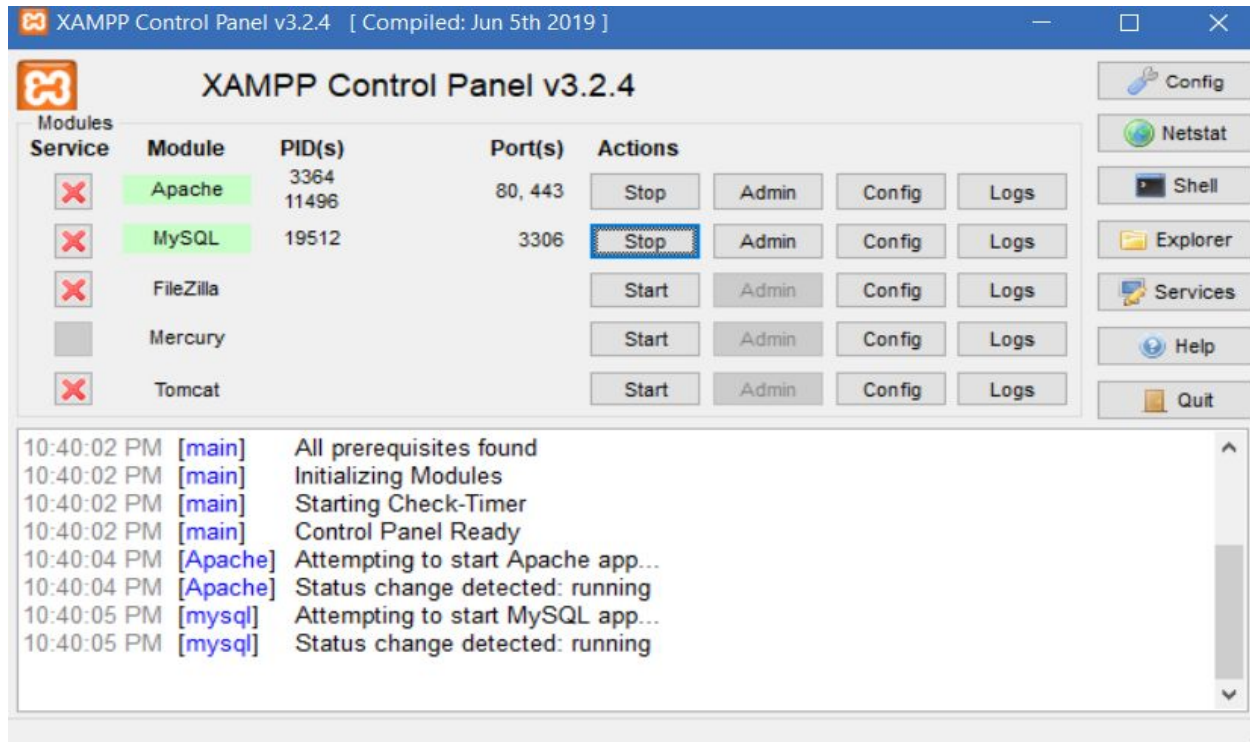 XAMPP Control Panel v3.2.4 [ Compiled: Jun 5th 2019 ]
XAMPP Control Panel v3.2.4
Config
Modules
Service Module PID(s) Port(s) Actions
Netstat
Apache 3364 11496 80, 443 Stop Admin Config Logs
Shell
MySQL 19512 3306 Stop Admin Config Logs
Explorer
FileZilla Start Admin Config Logs
Services
Mercury Start Admin Config Logs
Help
Tomcat Start Admin Config Logs
Quit
10:40:02 PM [main] All prerequisites found
10:40:02 PM [main] Initializing Modules
10:40:02 PM [main] Starting Check-Timer
10:40:02 PM [main] Control Panel Ready
10:40:04 PM [Apache] Attempting to start Apache app...
10:40:04 PM [Apache] Status change detected: running
10:40:05 PM [mysql] Attempting to start MySQL app...
10:40:05 PM [mysql] Status change detected: running